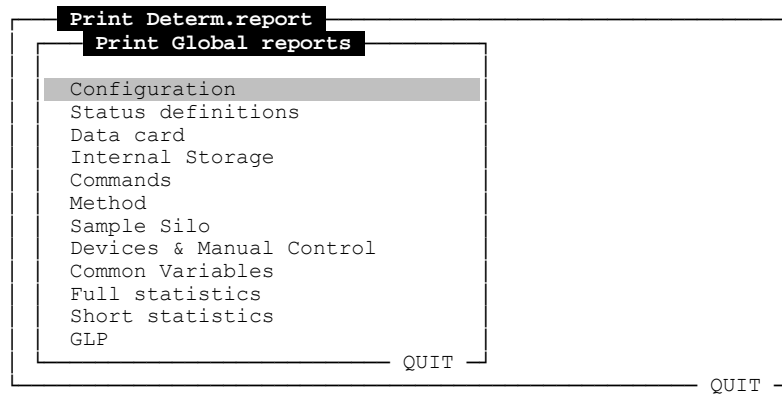 Print Determ.report
Print Global reports
Configuration
Status definitions
Data card
Internal Storage
Commands
Method
Sample Silo
Devices & Manual Control
Common Variables
Full statistics
Short statistics
GLP
QUIT
QUIT